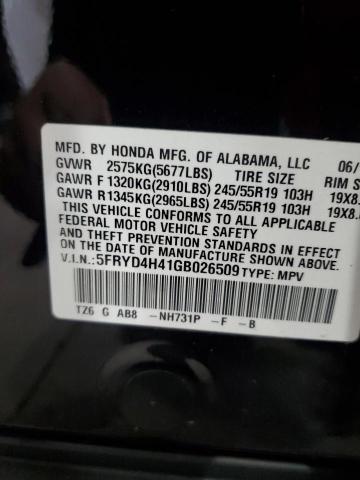 MFD. BY HONDA MFG. OF ALABAMA, LLC 06/
GVWR 2575KG(5677LBS) TIRE SIZE RIM S
GAWR F 1320KG(2910LBS) 245/55R19 103H 19X8.
GAWR R1345KG(2965LBS) 245/55R19 103H 19X8.
THIS VEHICLE CONFORMS TO ALL APPLICABLE
FEDERAL MOTOR VEHICLE SAFETY
AND THEFT PREVENTION STANDARDS IN EFFECT
ON THE DATE OF MANUFACTURE SHOWN ABOVE.
V.I.N.:5FRYD4H41GB026509 TYPE: MPV
TZ6 G AB8 -NH731P -F -B